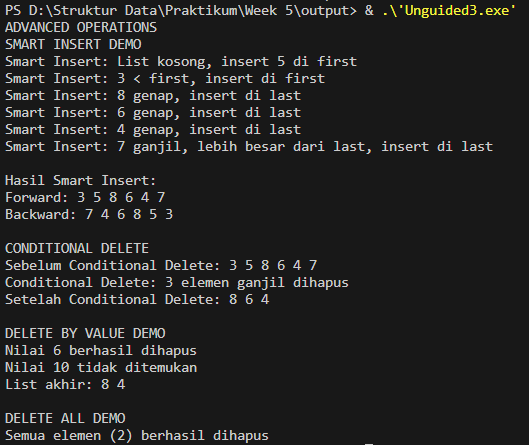 PS D:\Struktur Data\Praktikum\Week 5\output> & .\'Unguided3.exe'
ADVANCED OPERATIONS
SMART INSERT DEMO
Smart Insert: List kosong, insert 5 di first
Smart Insert: 3 < first, insert di first
Smart Insert: 8 genap, insert di last
Smart Insert: 6 genap, insert di last
Smart Insert: 4 genap, insert di last
Smart Insert: 7 ganjil, lebih besar dari last, insert di last
Hasil Smart Insert:
Forward: 3 5 8 6 4 7
Backward: 7 4 6 8 5 3
CONDITIONAL DELETE
Sebelum Conditional Delete: 3 5 8 6 4 7
Conditional Delete: 3 elemen ganjil dihapus
Setelah Conditional Delete: 8 6 4
DELETE BY VALUE DEMO
Nilai 6 berhasil dihapus
Nilai 10 tidak ditemukan
List akhir: 8 4
DELETE ALL DEMO
Semua elemen (2) berhasil dihapus